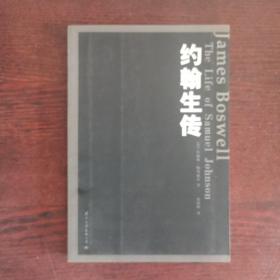 James Boswell
The Life of Samuel Johnson
约翰生传